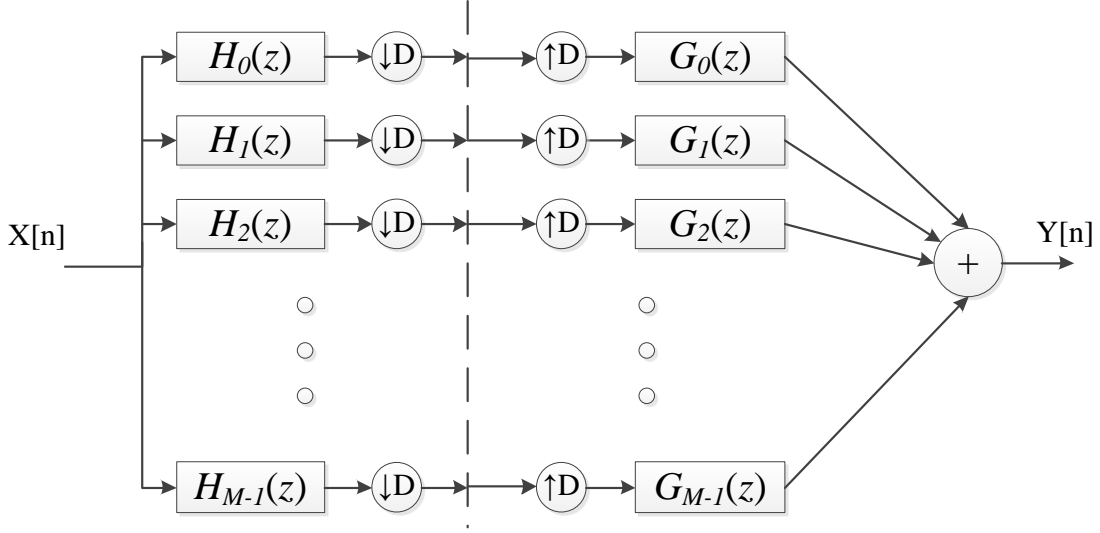 H0(z) ↓D ↑D G0(z)
H1(z) ↓D ↑D G1(z)
H2(z) ↓D ↑D G2(z)
X[n] + Y[n]
HM-1(z) ↓D ↑D GM-1(z)